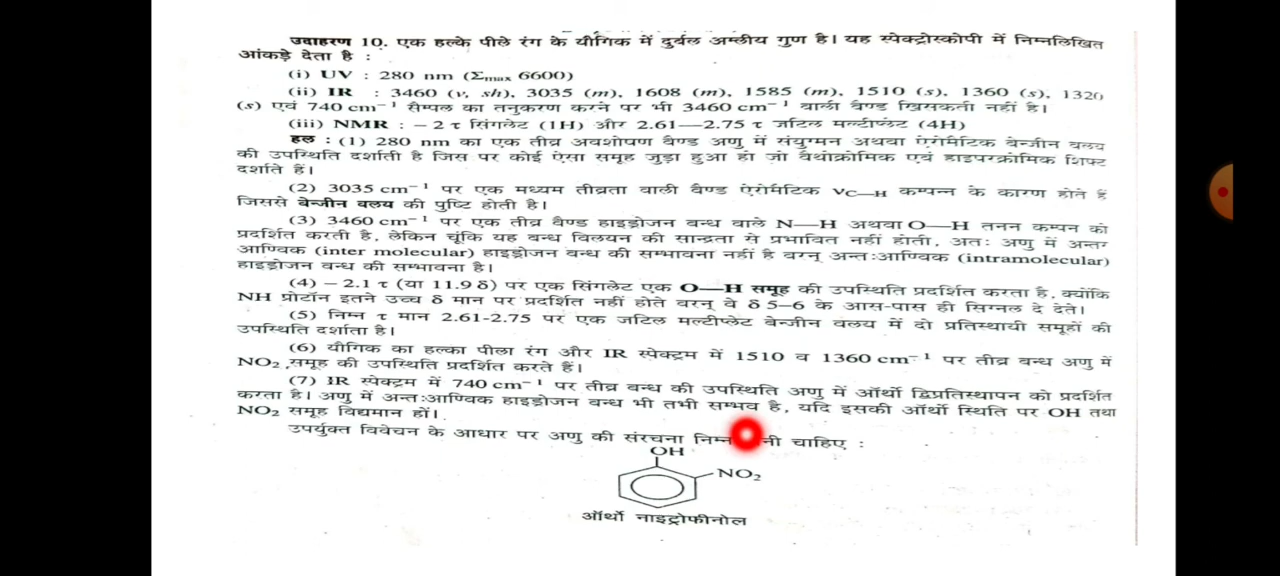 उदाहरण 10. एक हल्के पीले रंग के यौगिक में दुर्बल अम्लीय गुण है। यह स्पेक्ट्रोस्कोपी में निम्नलिखित
आंकड़े देता है :
(i) UV : 280 nm (Σmax 6600)
(ii) IR : 3460 (v, sh), 3035 (m), 1608 (m), 1585 (m), 1510 (s), 1360 (s), 1320
(s) एवं 740 cm⁻¹ सैम्पल का तनुकरण करने पर भी 3460 cm⁻¹ वाली बैण्ड खिसकती नहीं है।
(iii) NMR : – 2 τ सिंगलेट (1H) और 2.61—2.75 τ जटिल मल्टीप्लेट (4H)
हल : (1) 280 nm का एक तीव्र अवशोषण बैण्ड अणु में संयुग्मन अथवा ऐरोमैटिक बेन्जीन वलय
की उपस्थिति दर्शाती है जिस पर कोई ऐसा समूह जुड़ा हुआ हो जो बैथोक्रोमिक एवं हाइपरक्रोमिक शिफ्ट
दर्शाते हैं।
(2) 3035 cm⁻¹ पर एक मध्यम तीव्रता वाली बैण्ड ऐरोमैटिक νC—H कम्पन्न के कारण होते हैं
जिससे बेन्जीन वलय की पुष्टि होती है।
(3) 3460 cm⁻¹ पर एक तीव्र बैण्ड हाइड्रोजन बन्ध वाले N—H अथवा O—H तनन कम्पन को
प्रदर्शित करती है, लेकिन चूंकि यह बन्ध विलयन की सान्द्रता से प्रभावित नहीं होती, अतः अणु में अन्तर
आण्विक (inter molecular) हाइड्रोजन बन्ध की सम्भावना नहीं है वरन् अन्तःआण्विक (intramolecular)
हाइड्रोजन बन्ध की सम्भावना है।
(4) – 2.1 τ (या 11.9 δ) पर एक सिंगलेट एक O—H समूह की उपस्थिति प्रदर्शित करता है, क्योंकि
NH प्रोटॉन इतने उच्च δ मान पर प्रदर्शित नहीं होते वरन् वे δ 5–6 के आस-पास ही सिग्नल दे देते।
(5) निम्न τ मान 2.61-2.75 पर एक जटिल मल्टीप्लेट बेन्जीन वलय में दो प्रतिस्थायी समूहों की
उपस्थिति दर्शाता है।
(6) यौगिक का हल्का पीला रंग और IR स्पेक्ट्रम में 1510 व 1360 cm⁻¹ पर तीव्र बन्ध अणु में
NO₂ समूह की उपस्थिति प्रदर्शित करते हैं।
(7) IR स्पेक्ट्रम में 740 cm⁻¹ पर तीव्र बन्ध की उपस्थिति अणु में ऑर्थो द्विप्रतिस्थापन को प्रदर्शित
करता है। अणु में अन्तःआण्विक हाइड्रोजन बन्ध भी तभी सम्भव है, यदि इसकी ऑर्थो स्थिति पर OH तथा
NO₂ समूह विद्यमान हों।
उपर्युक्त विवेचन के आधार पर अणु की संरचना निम्न चाहिए :
OH
NO₂
ऑर्थो नाइट्रोफीनोल